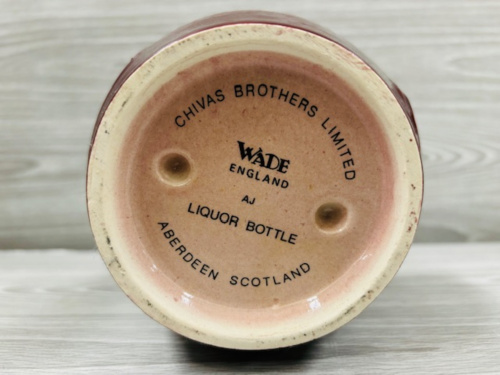 CHIVAS BROTHERS LIMITED
WADE
ENGLAND
AJ
LIQUOR BOTTLE
ABERDEEN SCOTLAND